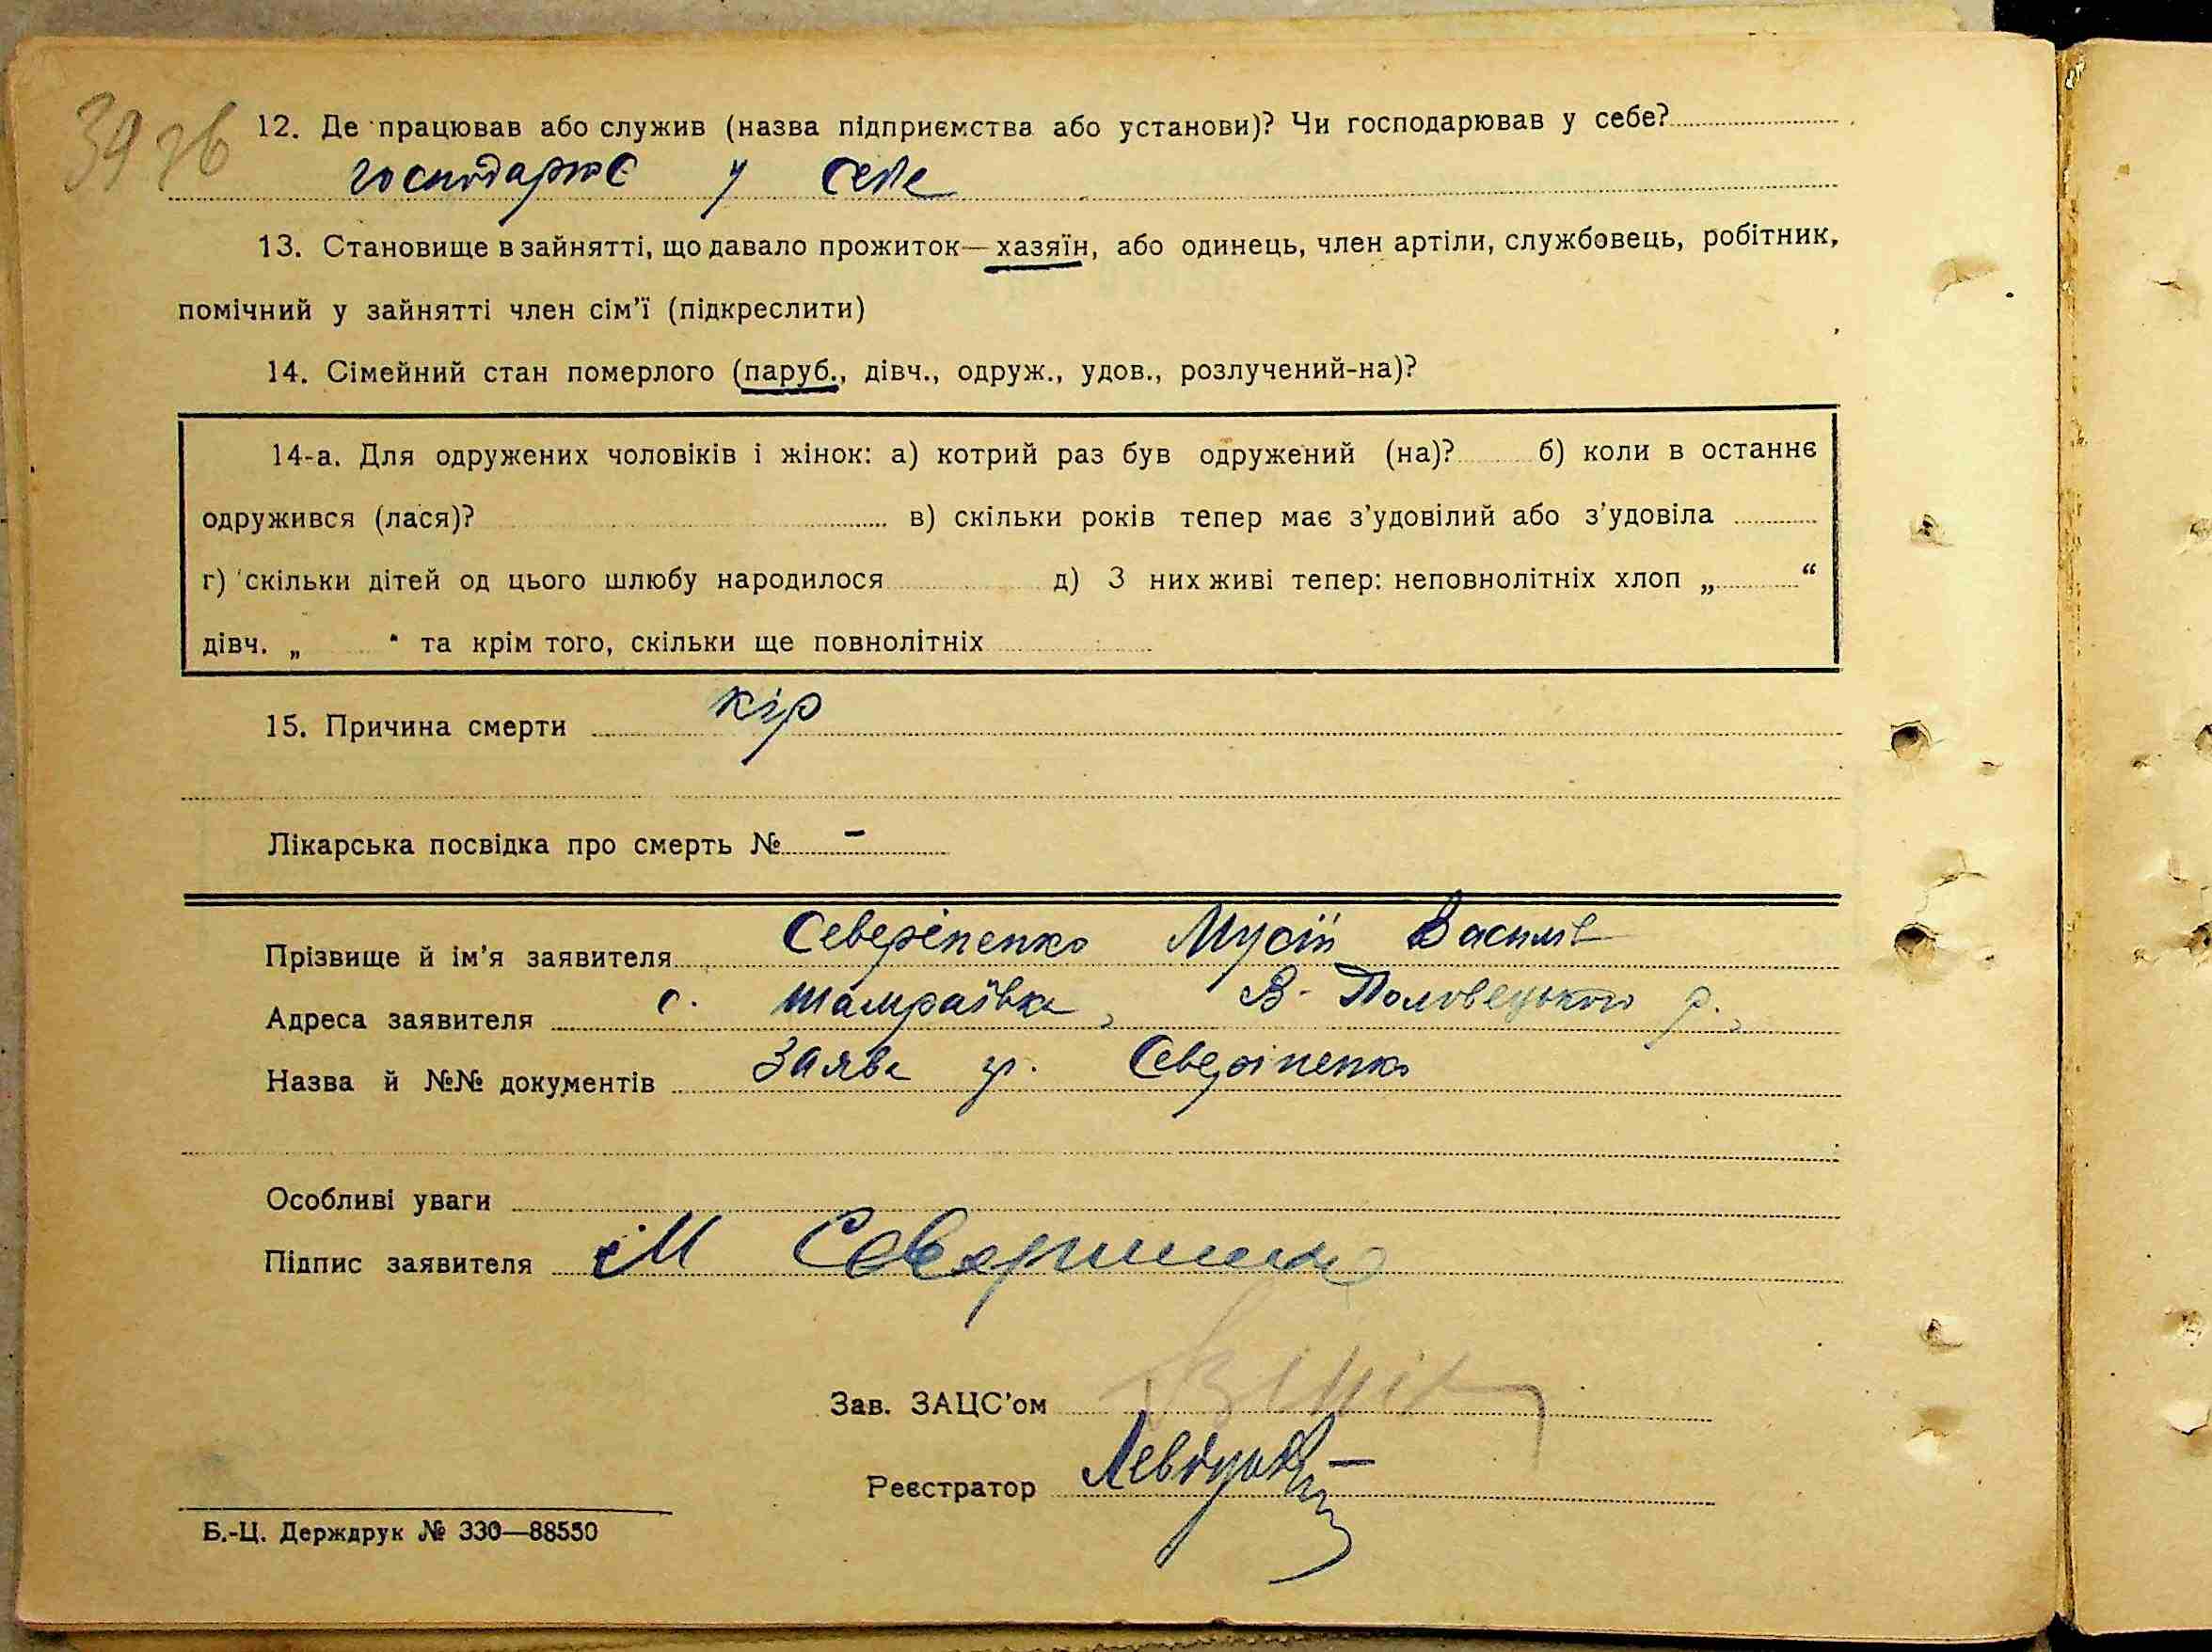 39 зв
12. Де працював або служив (назва підприємства або установи)? Чи господарював у себе?
господарює у себе
13. Становище в зайнятті, що давало прожиток—хазяїн, або одинець, член артіли, службовець, робітник,
помічний у зайнятті член сім'ї (підкреслити)
14. Сімейний стан померлого (паруб., дівч., одруж., удов., розлучений-на)?
14-а. Для одружених чоловіків і жінок: а) котрий раз був одружений (на)? б) коли в останнє
одружився (лася)? в) скільки років тепер має з'удовілий або з'удовіла
г) скільки дітей од цього шлюбу народилося д) З них живі тепер: неповнолітніх хлоп „ “
дівч. „ “ та крім того, скільки ще повнолітніх
15. Причина смерти кір
Лікарська посвідка про смерть № –
Прізвище й ім'я заявителя Северіненко Мусій Василів
Адреса заявителя с. Шамраївка, В-Половецького р.,
Назва й №№ документів заява гр. Северіненко
Особливі уваги
Підпис заявителя М Северіненко
Зав. ЗАЦС'ом
Реєстратор
Б.-Ц. Держдрук № 330—88550